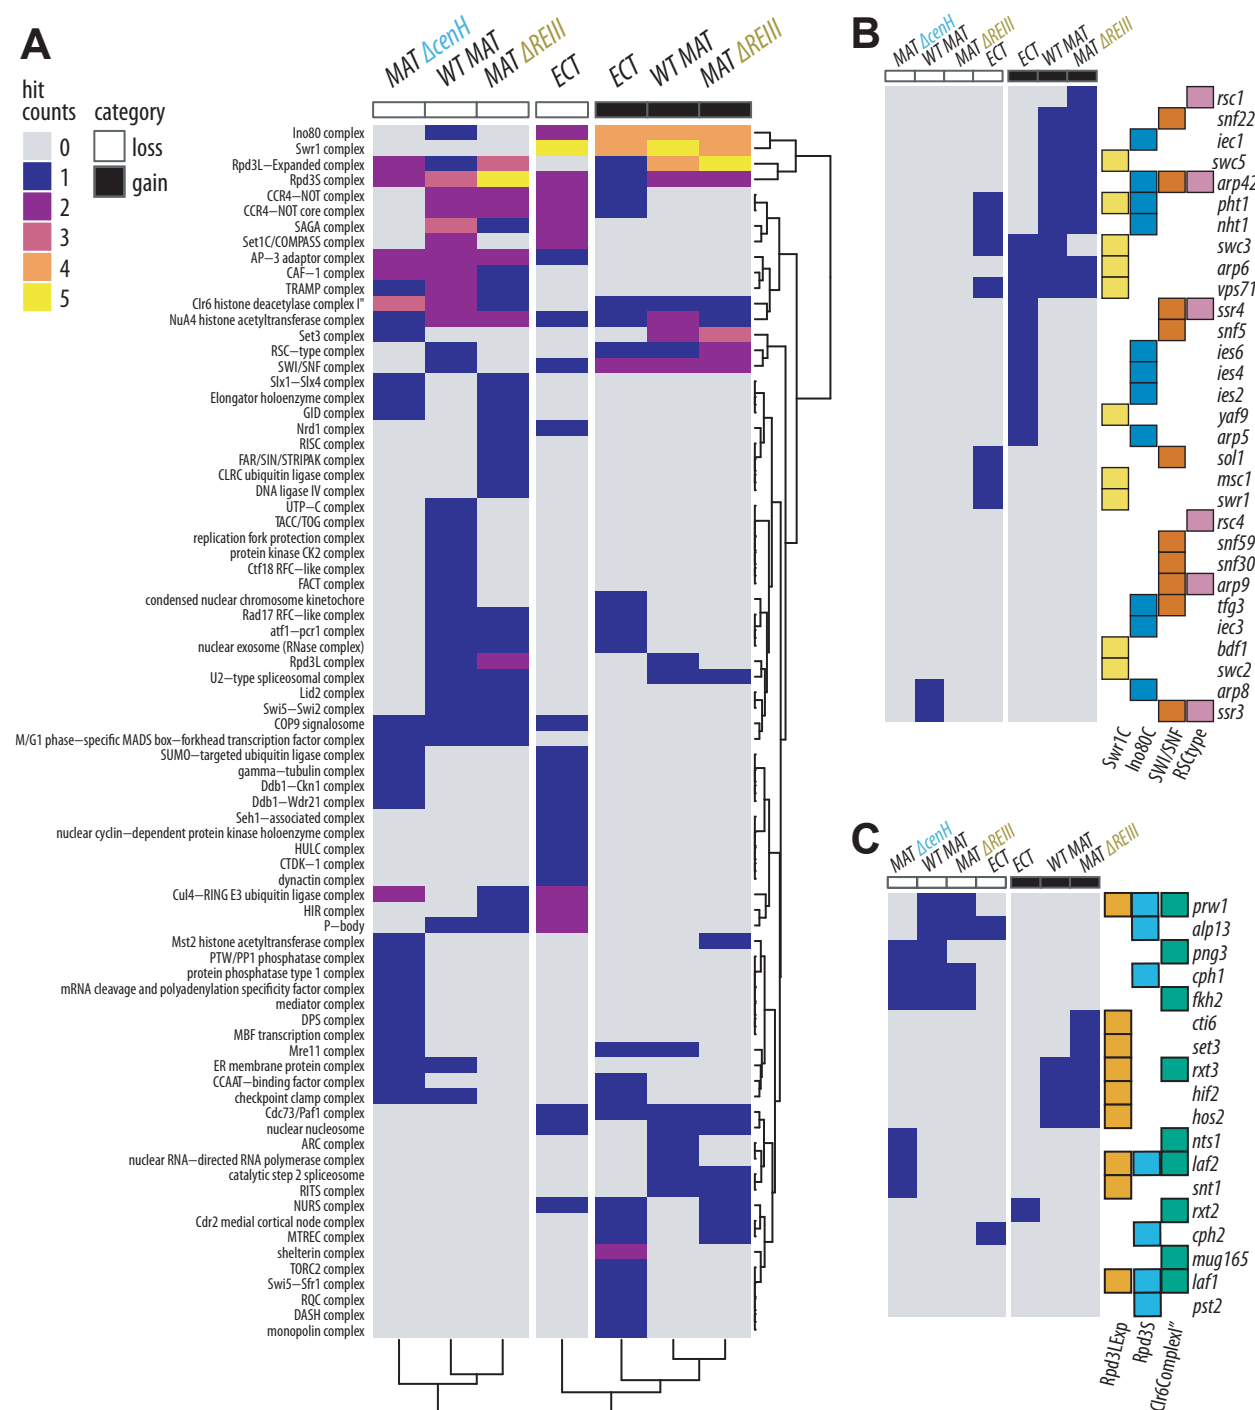 A
MAT ΔcenH
WT MAT
MAT ΔREIII
ECT
ECT
WT MAT
MAT ΔREIII
hit
counts
category
0
1
2
3
4
5
loss
gain
Ino80 complex
Swr1 complex
Rpd3L–Expanded complex
Rpd3S complex
CCR4–NOT complex
CCR4–NOT core complex
SAGA complex
Set1C/COMPASS complex
AP–3 adaptor complex
CAF–1 complex
TRAMP complex
Clr6 histone deacetylase complex I"
NuA4 histone acetyltransferase complex
Set3 complex
RSC–type complex
SWI/SNF complex
Slx1–Slx4 complex
Elongator holoenzyme complex
GID complex
Nrd1 complex
RISC complex
FAR/SIN/STRIPAK complex
CLRC ubiquitin ligase complex
DNA ligase IV complex
UTP–C complex
TACC/TOG complex
replication fork protection complex
protein kinase CK2 complex
Ctf18 RFC–like complex
FACT complex
condensed nuclear chromosome kinetochore
Rad17 RFC–like complex
atf1–pcr1 complex
nuclear exosome (RNase complex)
Rpd3L complex
U2–type spliceosomal complex
Lid2 complex
Swi5–Swi2 complex
COP9 signalosome
M/G1 phase–specific MADS box–forkhead transcription factor complex
SUMO–targeted ubiquitin ligase complex
gamma–tubulin complex
Ddb1–Ckn1 complex
Ddb1–Wdr21 complex
Seh1–associated complex
nuclear cyclin–dependent protein kinase holoenzyme complex
HULC complex
CTDK–1 complex
dynactin complex
Cul4–RING E3 ubiquitin ligase complex
HIR complex
P–body
Mst2 histone acetyltransferase complex
PTW/PP1 phosphatase complex
protein phosphatase type 1 complex
mRNA cleavage and polyadenylation specificity factor complex
mediator complex
DPS complex
MBF transcription complex
Mre11 complex
ER membrane protein complex
CCAAT–binding factor complex
checkpoint clamp complex
Cdc73/Paf1 complex
nuclear nucleosome
ARC complex
nuclear RNA–directed RNA polymerase complex
catalytic step 2 spliceosome
RITS complex
NURS complex
Cdr2 medial cortical node complex
MTREC complex
shelterin complex
TORC2 complex
Swi5–Sfr1 complex
RQC complex
DASH complex
monopolin complex
B
MAT ΔcenH
WT MAT
MAT ΔREIII
ECT
ECT
WT MAT
MAT ΔREIII
rsc1
snf22
iec1
swc5
arp42
pht1
nht1
swc3
arp6
vps71
ssr4
snf5
ies6
ies4
ies2
yaf9
arp5
sol1
msc1
swr1
rsc4
snf59
snf30
arp9
tfg3
iec3
bdf1
swc2
arp8
ssr3
Swr1C
Ino80C
SWI/SNF
RSCtype
C
MAT ΔcenH
WT MAT
MAT ΔREIII
ECT
ECT
WT MAT
MAT ΔREIII
prw1
alp13
png3
cph1
fkh2
cti6
set3
rxt3
hif2
hos2
nts1
laf2
snt1
rxt2
cph2
mug165
laf1
pst2
Rpd3LExp
Rpd3S
Clr6ComplexI"